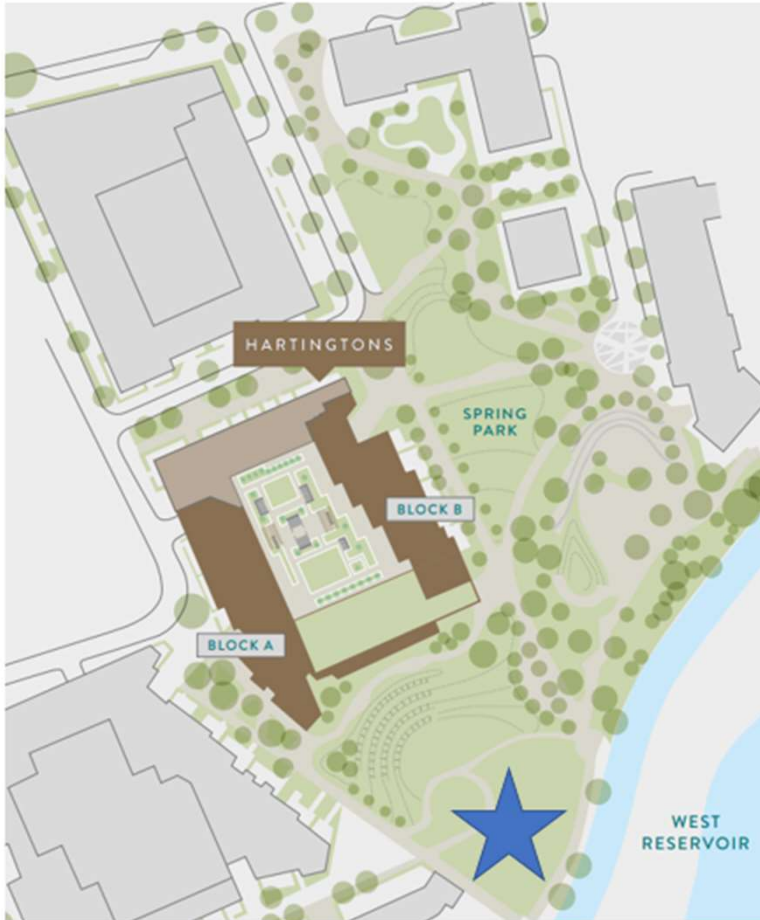 HARTINGTONS
SPRING
PARK
BLOCK B
BLOCK A
WEST
RESERVOIR